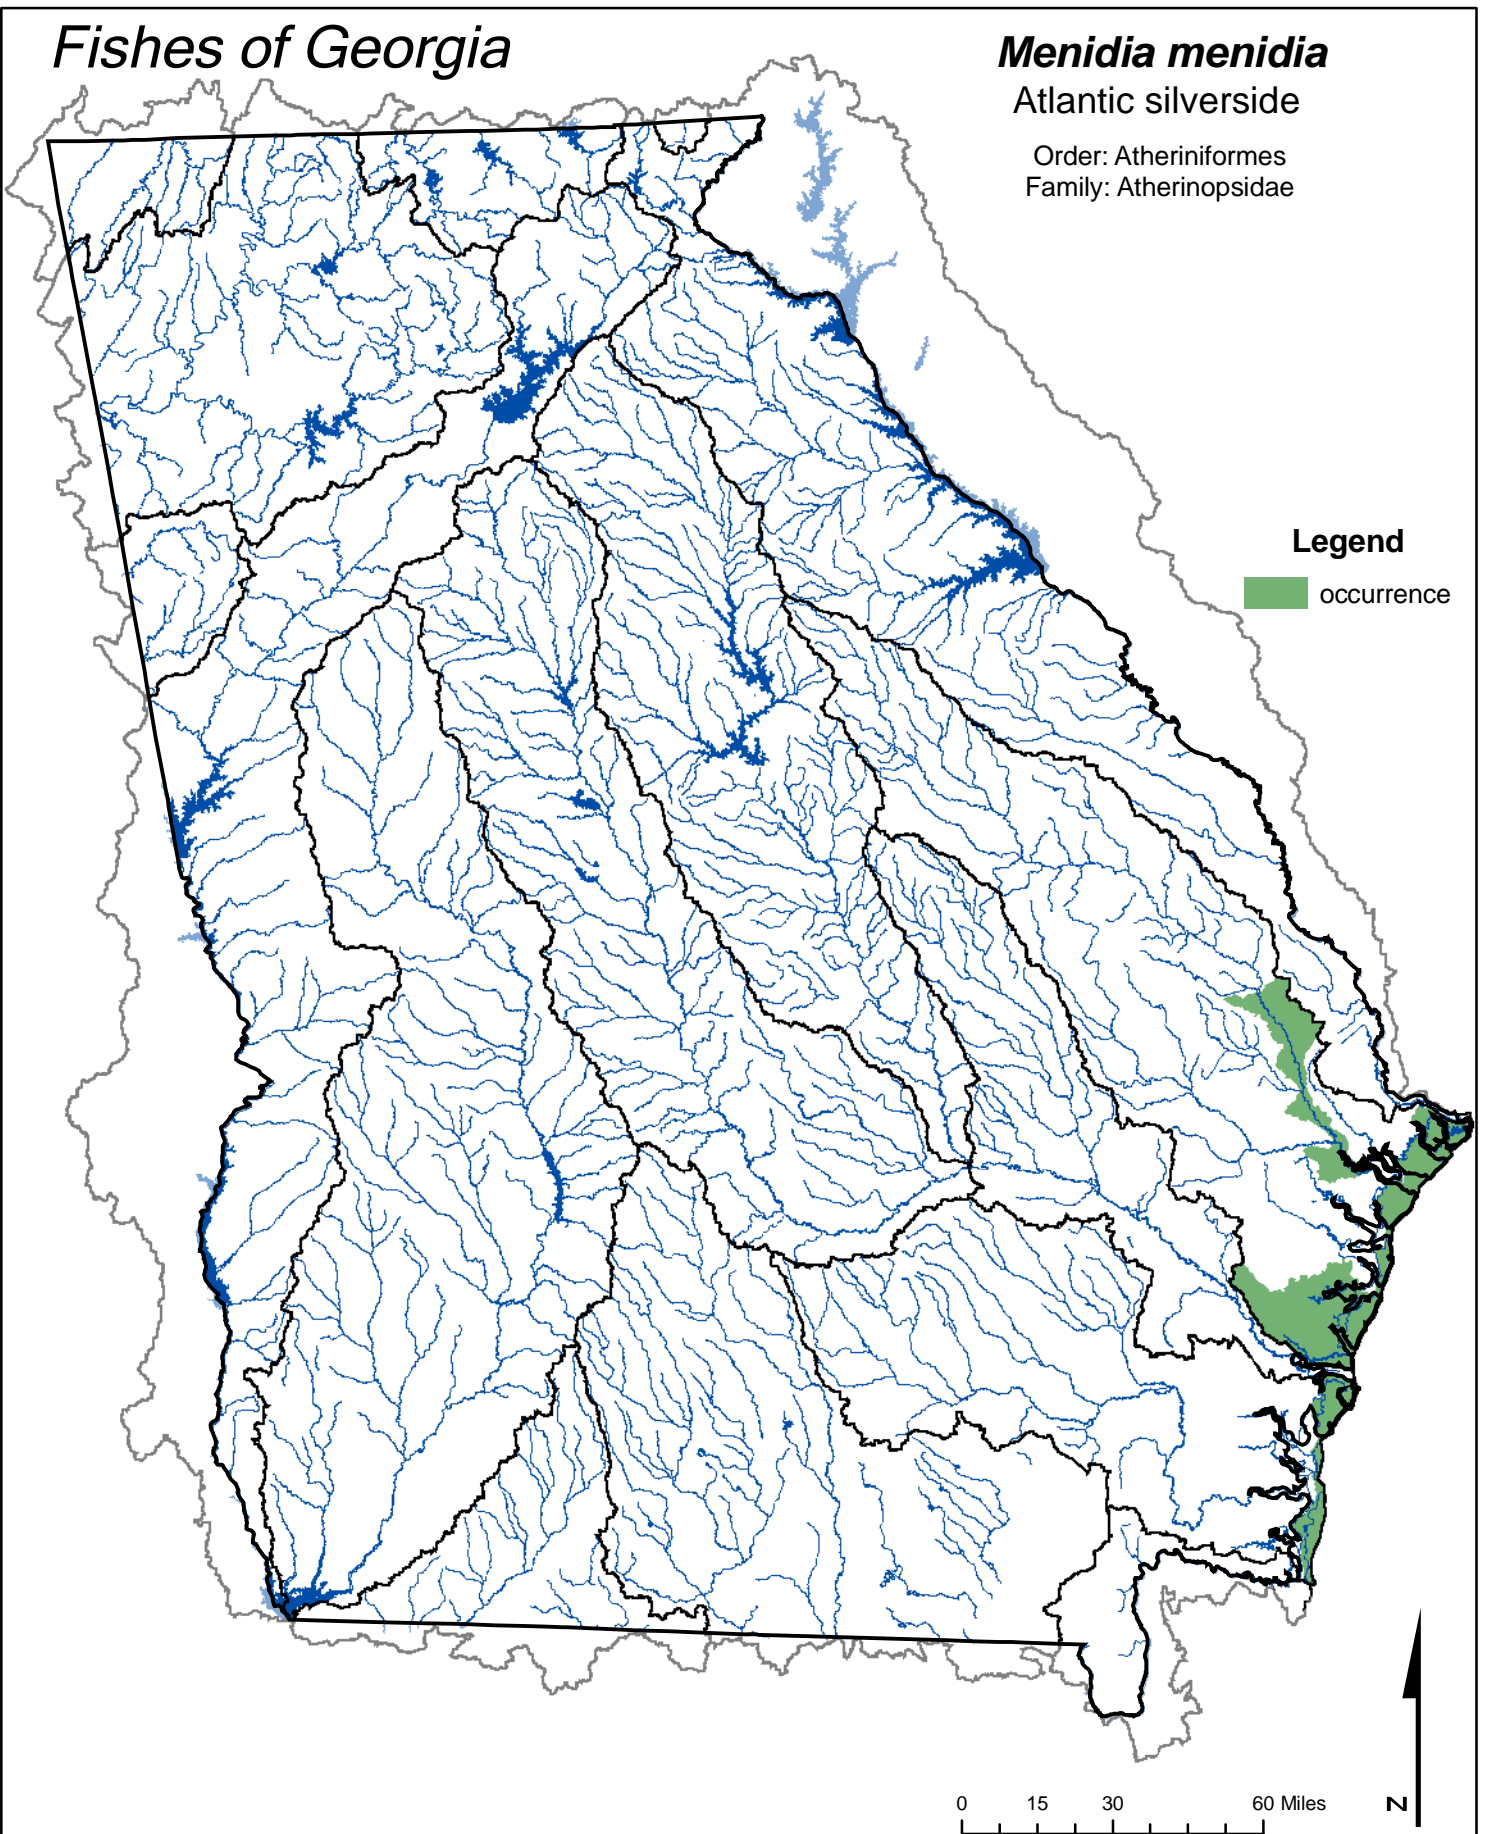 Fishes of Georgia
Menidia menidia
Atlantic silverside
Order: Atheriniformes
Family: Atherinopsidae
Legend
occurrence
0 15 30 60 Miles
N